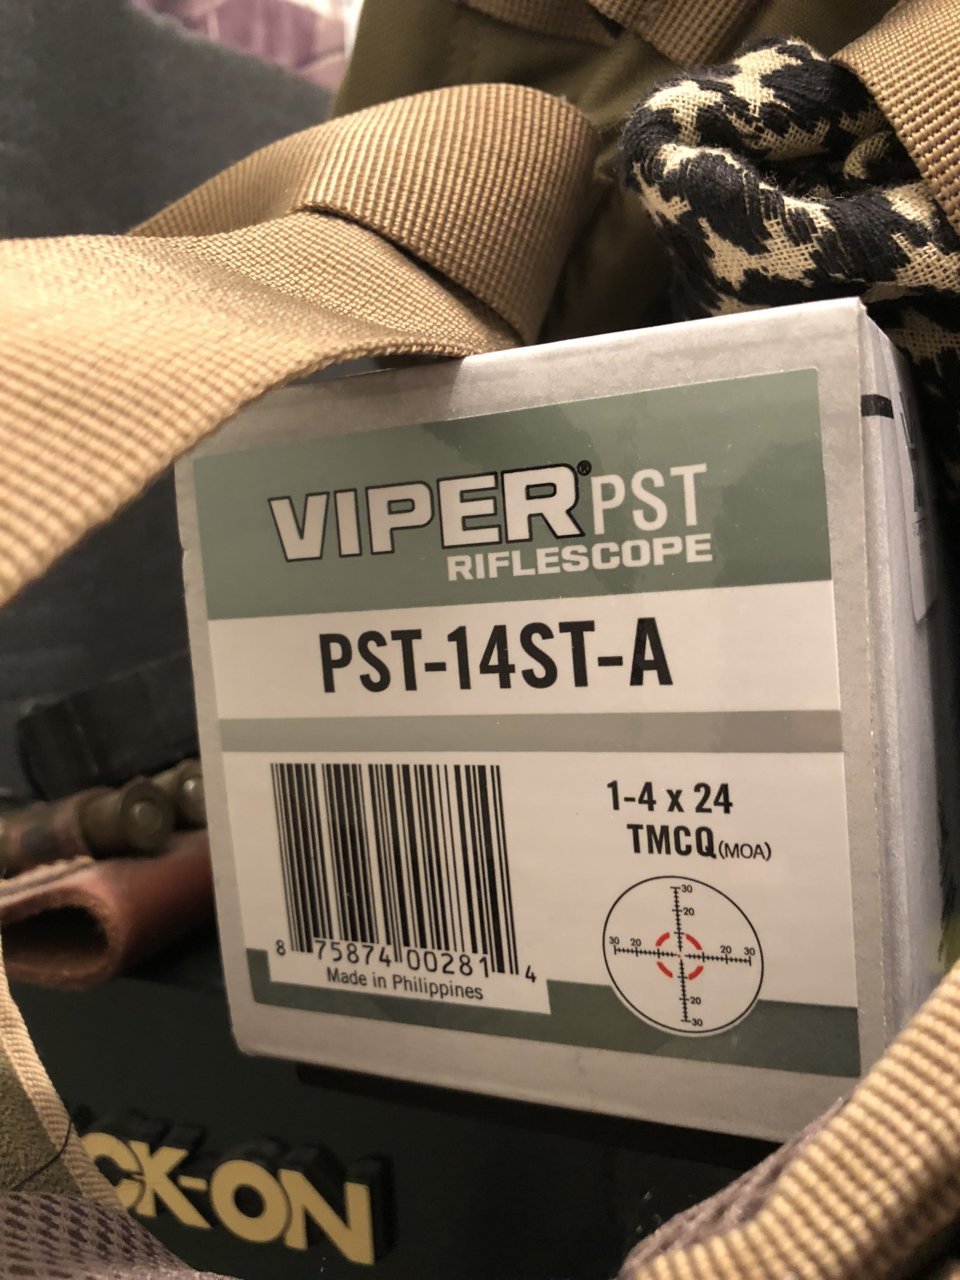 VIPER® PST
RIFLESCOPE
PST-14ST-A
1-4 x 24
TMCQ (MOA)
8 75874 00281 4
Made in Philippines
30
20
30 20 20 30
20
30
CK-ON